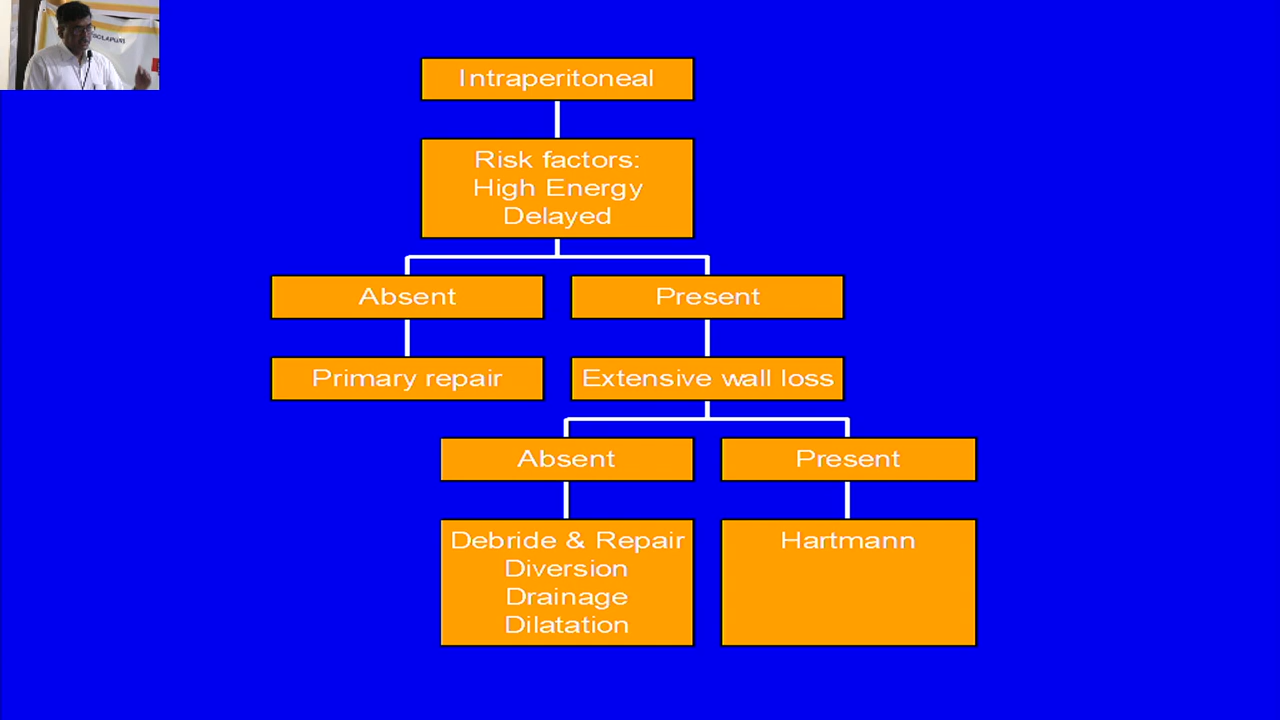 SOLAPUR
Intraperitoneal
Risk factors:
High Energy
Delayed
Absent
Present
Primary repair
Extensive wall loss
Absent
Present
Debride & Repair
Diversion
Drainage
Dilatation
Hartmann